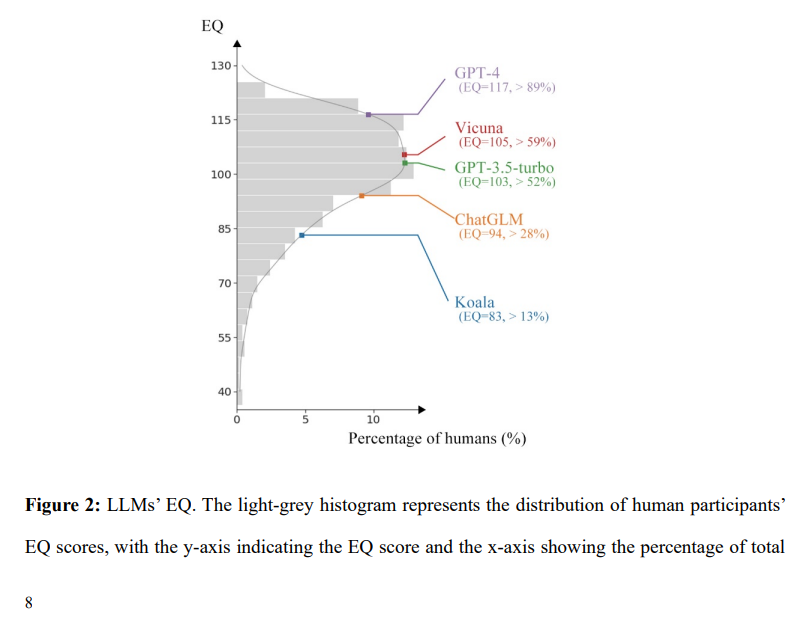 EQ
130
GPT-4
(EQ=117, > 89%)
115
Vicuna
(EQ=105, > 59%)
GPT-3.5-turbo
(EQ=103, > 52%)
100
ChatGLM
(EQ=94, > 28%)
85
70
Koala
(EQ=83, > 13%)
55
40
0 5 10
Percentage of humans (%)
Figure 2: LLMs’ EQ. The light-grey histogram represents the distribution of human participants’
EQ scores, with the y-axis indicating the EQ score and the x-axis showing the percentage of total
8